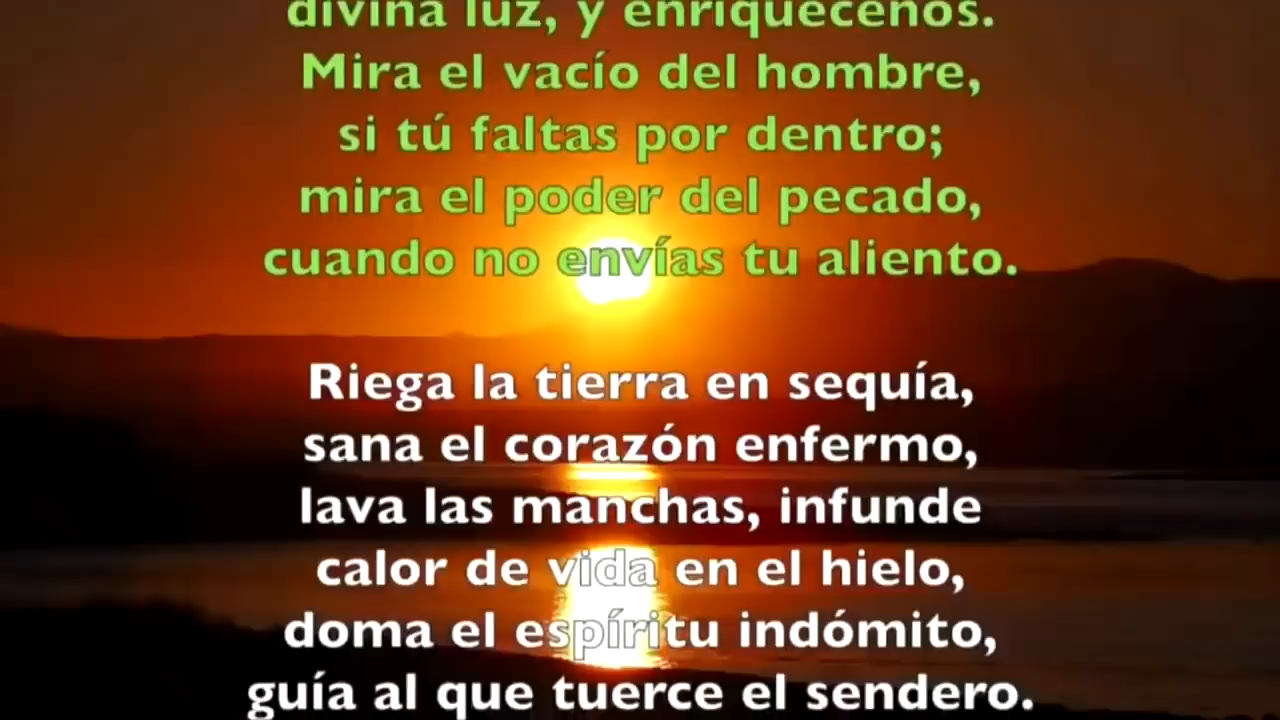 divina luz, y enriquécenos.
Mira el vacío del hombre,
si tú faltas por dentro;
mira el poder del pecado,
cuando no envías tu aliento.
Riega la tierra en sequía,
sana el corazón enfermo,
lava las manchas, infunde
calor de vida en el hielo,
doma el espíritu indómito,
guía al que tuerce el sendero.